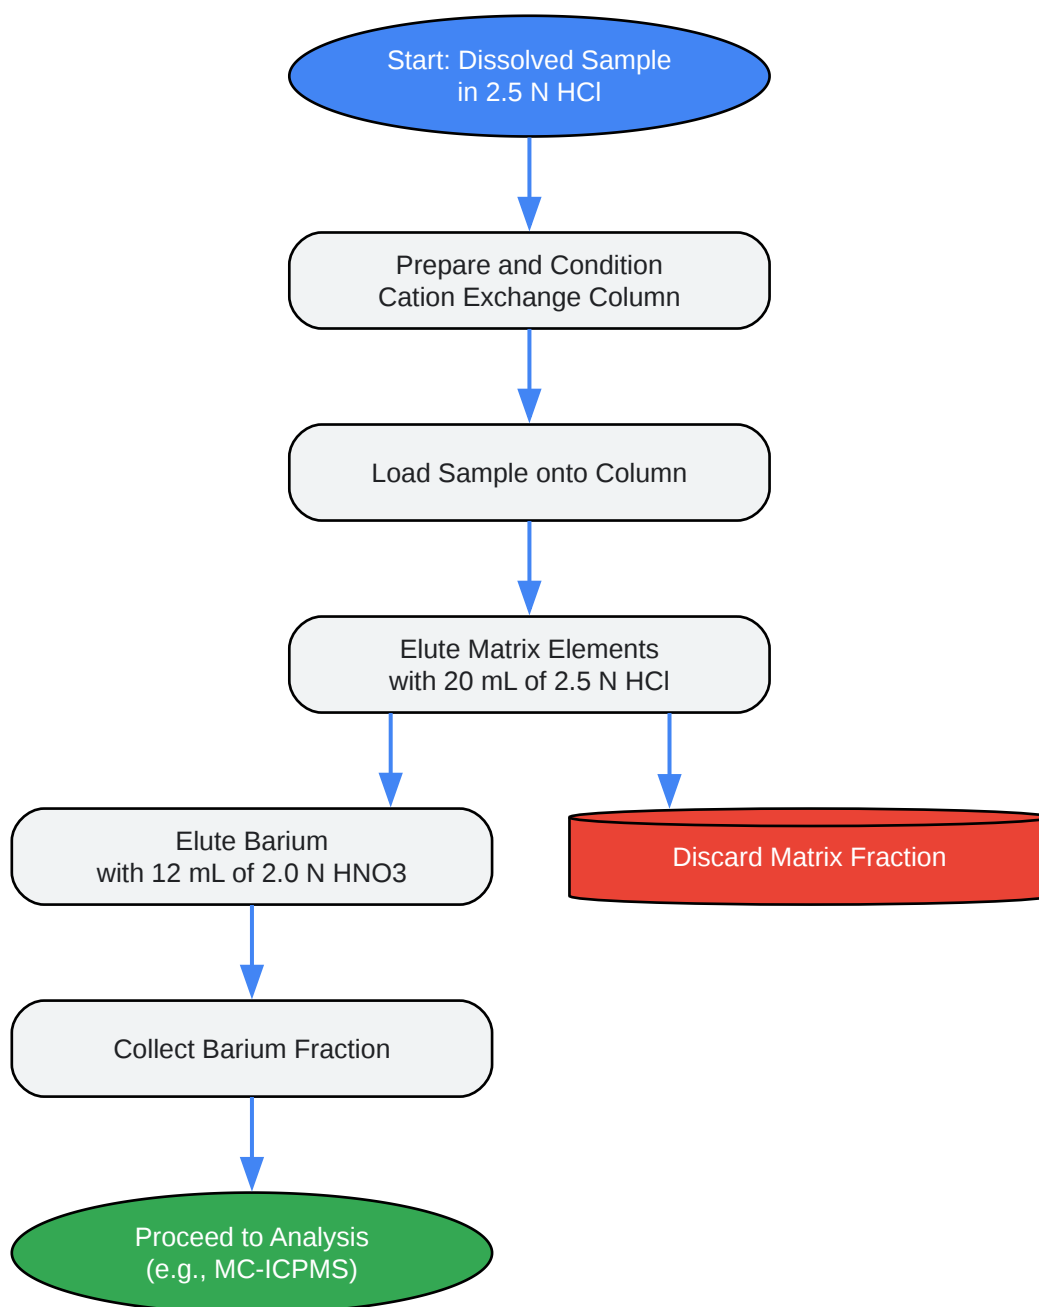 Start: Dissolved Sample
in 2.5 N HCl
Prepare and Condition
Cation Exchange Column
Load Sample onto Column
Elute Matrix Elements
with 20 mL of 2.5 N HCl
Elute Barium
with 12 mL of 2.0 N HNO3
Discard Matrix Fraction
Collect Barium Fraction
Proceed to Analysis
(e.g., MC-ICPMS)